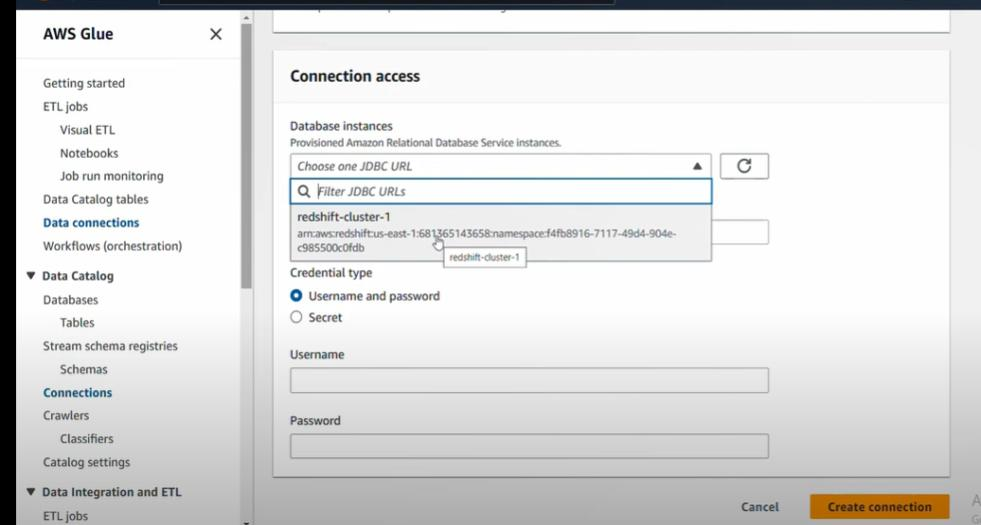 AWS Glue
Getting started
ETL jobs
Visual ETL
Notebooks
Job run monitoring
Data Catalog tables
Data connections
Workflows (orchestration)
Data Catalog
Databases
Tables
Stream schema registries
Schemas
Connections
Crawlers
Classifiers
Catalog settings
Data Integration and ETL
ETL jobs
Connection access
Database instances
Provisioned Amazon Relational Database Service instances.
Choose one JDBC URL
Filter JDBC URLs
redshift-cluster-1
arn:aws:redshift:us-east-1:681365143658:namespace:f4fb8916-7117-49d4-904e-
c985500c0fdb
redshift-cluster-1
Credential type
Username and password
Secret
Username
Password
Cancel
Create connection